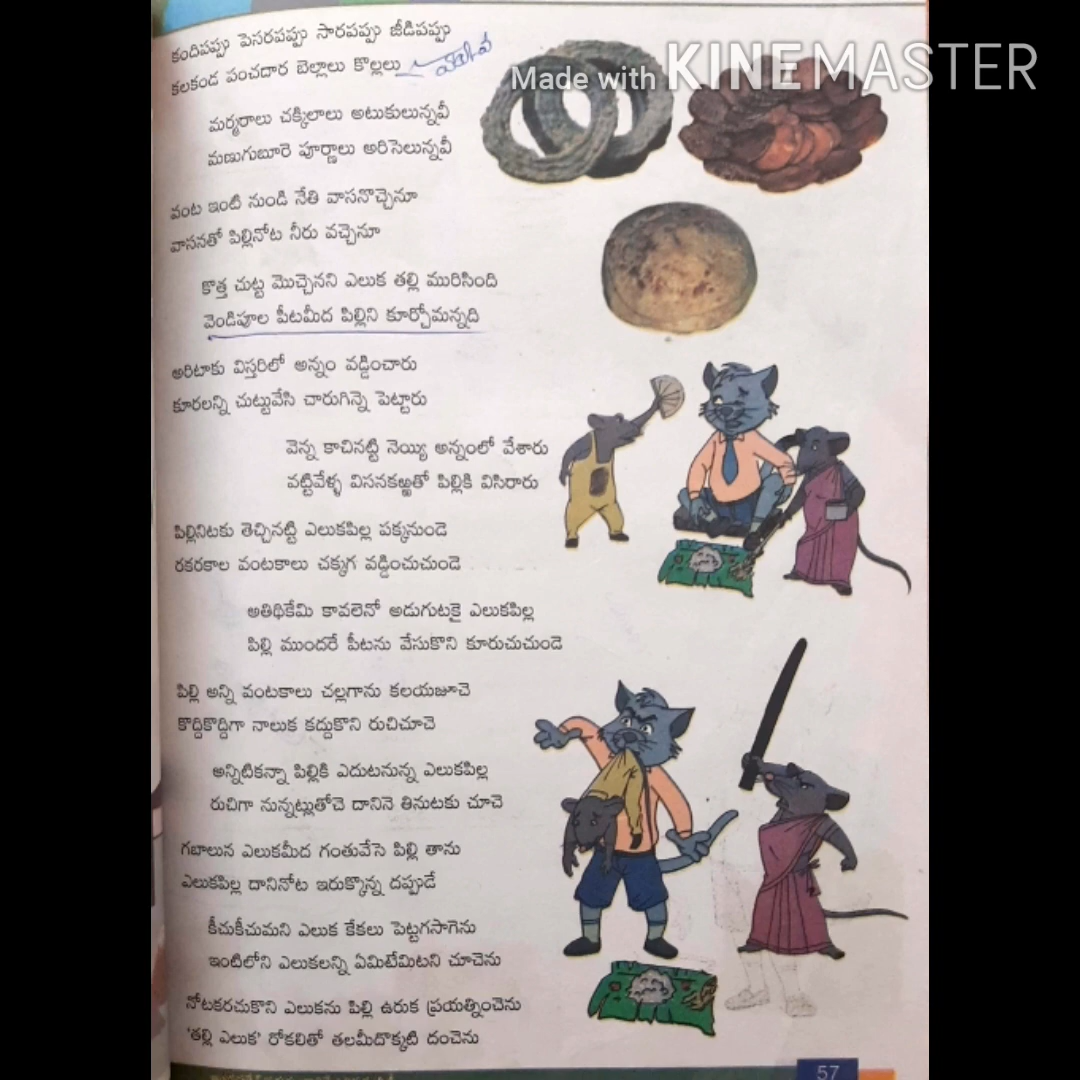 Made with KINEMASTER
కందిపప్పు పెసరపప్పు సారపప్పు జీడిపప్పు
కలకండ పంచదార బెల్లాలు కొల్లలు
మర్మరాలు చక్కిలాలు అటుకులున్నవీ
మణుగుబూరె పూర్ణాలు అరిసెలున్నవీ
వంట ఇంటి నుండి నేతి వాసనొచ్చెనూ
వాసనతో పిల్లినోట నీరు వచ్చెనూ
కొత్త చుట్ట మొచ్చెనని ఎలుక తల్లి మురిసింది
వెండిపూల పీటమీద పిల్లిని కూర్చోమన్నది
అరిటాకు విస్తరిలో అన్నం వడ్డించారు
కూరలన్ని చుట్టువేసి చారుగిన్నె పెట్టారు
వెన్న కాచినట్టి నెయ్యి అన్నంలో వేశారు
వట్టివేళ్ళ విసనకఱ్ఱతో పిల్లికి విసిరారు
పిల్లినిటకు తెచ్చినట్టి ఎలుకపిల్ల పక్కనుండె
రకరకాల వంటకాలు చక్కగ వడ్డించుచుండె
అతిథికేమి కావలెనో అడుగుటకై ఎలుకపిల్ల
పిల్లి ముందరే పీటను వేసుకొని కూరుచుచుండె
పిల్లి అన్ని వంటకాలు చల్లగాను కలయజూచె
కొద్దికొద్దిగా నాలుక కద్దుకొని రుచిచూచె
అన్నిటికన్నా పిల్లికి ఎదుటనున్న ఎలుకపిల్ల
రుచిగా నున్నట్లుతోచె దానినె తినుటకు చూచె
గబాలున ఎలుకమీద గంతువేసె పిల్లి తాను
ఎలుకపిల్ల దానినోట ఇరుక్కొన్న దప్పుడే
కీచుకీచుమని ఎలుక కేకలు పెట్టగసాగెను
ఇంటిలోని ఎలుకలన్ని ఏమిటేమిటని చూచెను
నోటకరచుకొని ఎలుకను పిల్లి ఉరుక ప్రయత్నించెను
'తల్లి ఎలుక' రోకలితో తలమీదొక్కటి దంచెను
57